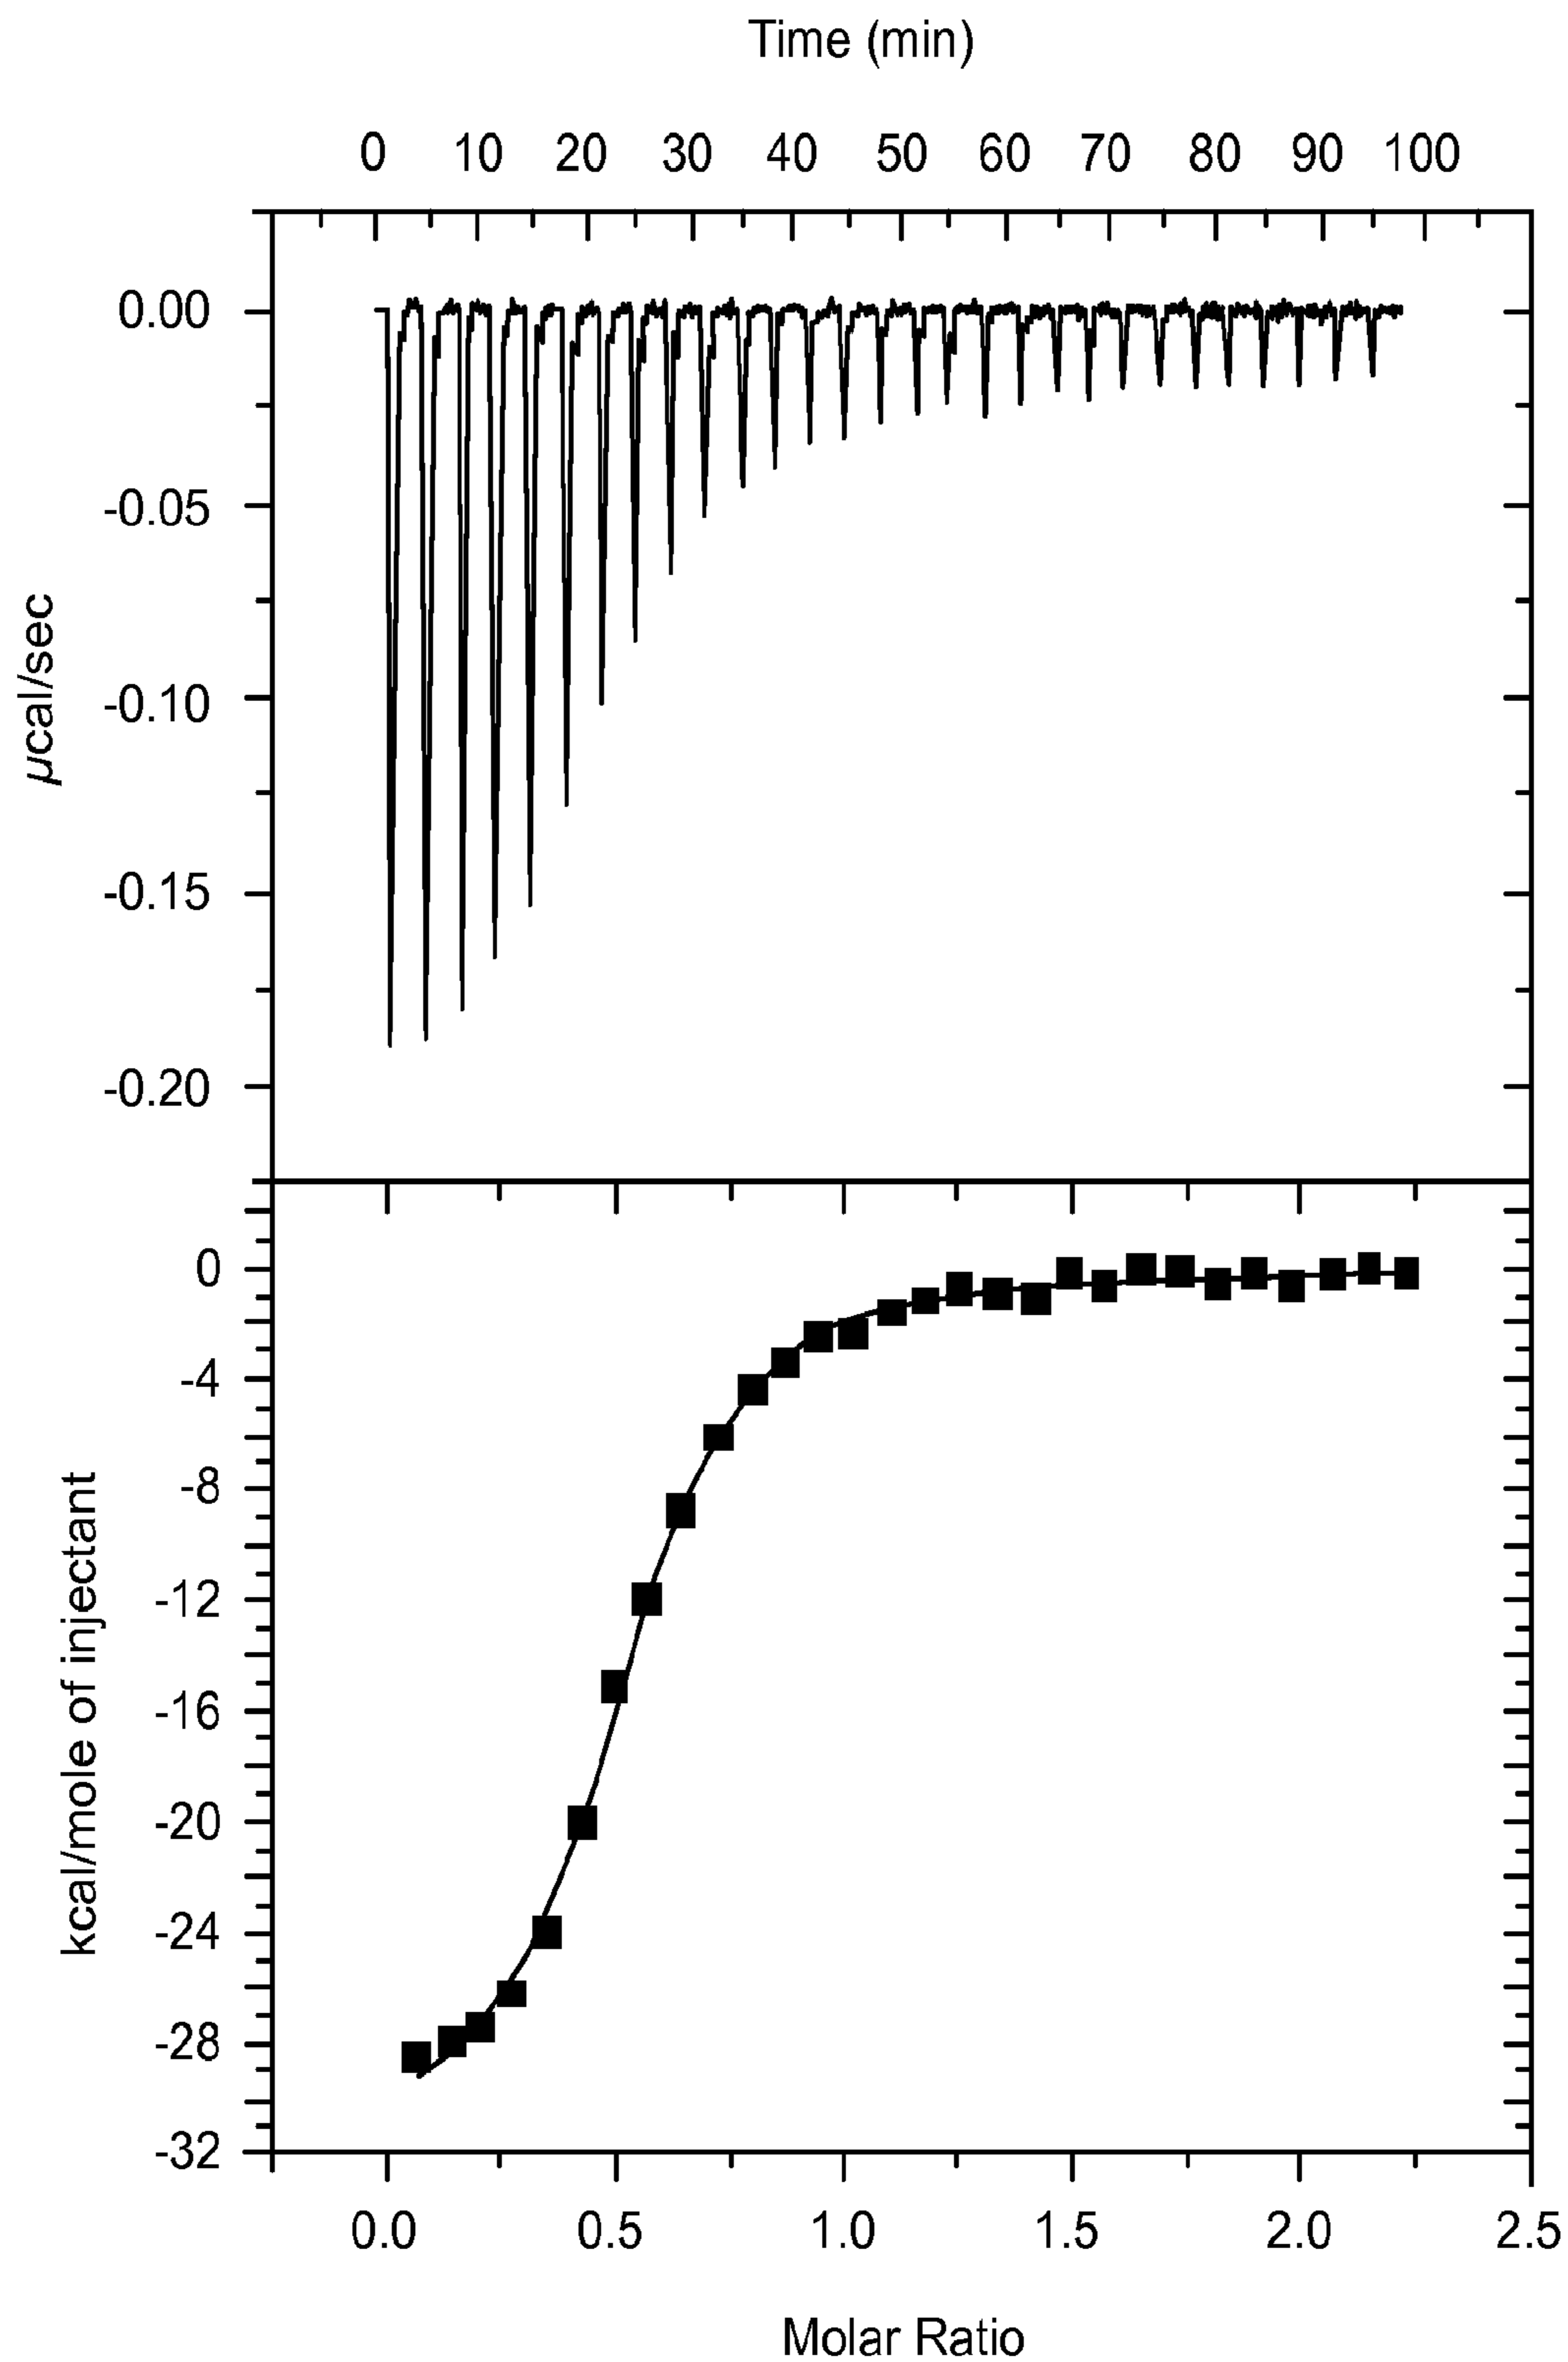 Time (min)
0 10 20 30 40 50 60 70 80 90 100
0.00
-0.05
-0.10
-0.15
-0.20
µcal/sec
0
-4
-8
-12
-16
-20
-24
-28
-32
kcal/mole of injectant
0.0 0.5 1.0 1.5 2.0 2.5
Molar Ratio